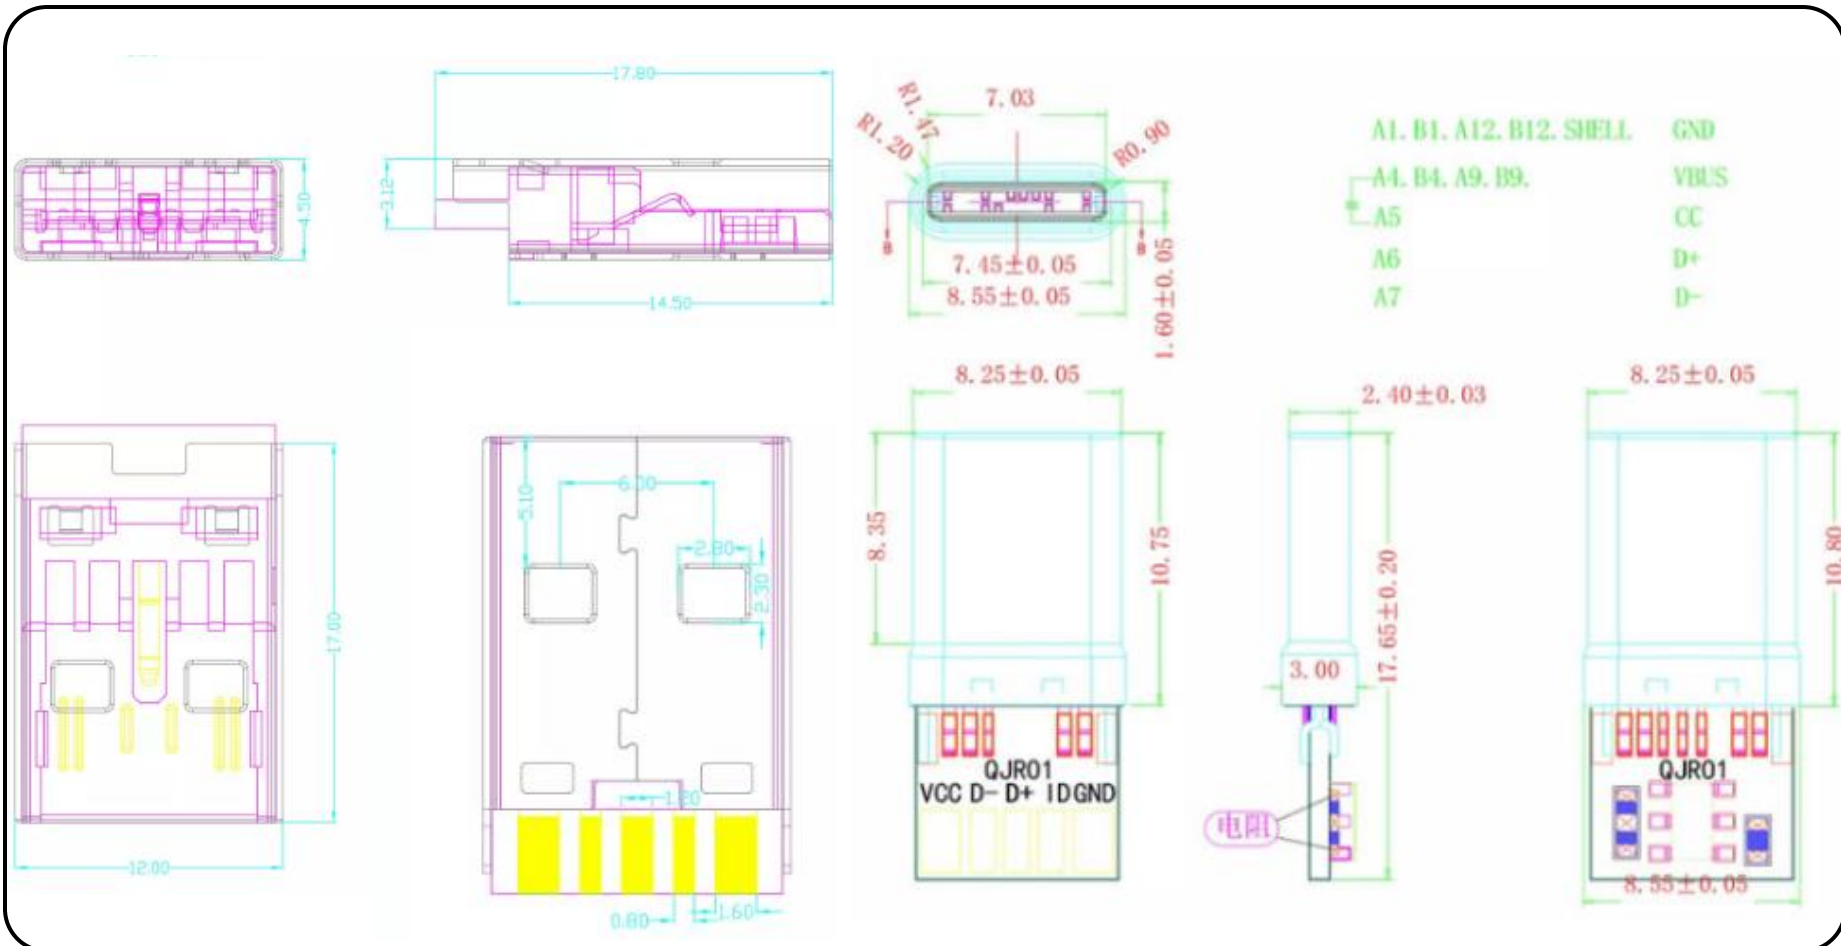 17.80
4.50
3.12
14.50
R1.47
R1.20
7.03
R0.90
B
B
7.45±0.05
8.55±0.05
1.60±0.05
A1. B1. A12. B12. SHELL GND
A4. B4. A9. B9. VBUS
A5 CC
A6 D+
A7 D-
17.00
12.00
5.10
6.00
2.80
2.30
1.20
0.80
1.60
8.25±0.05
8.35
10.75
QJR01
VCC D- D+ ID GND
2.40±0.03
3.00
17.65±0.20
8.25±0.05
10.80
QJR01
8.55±0.05